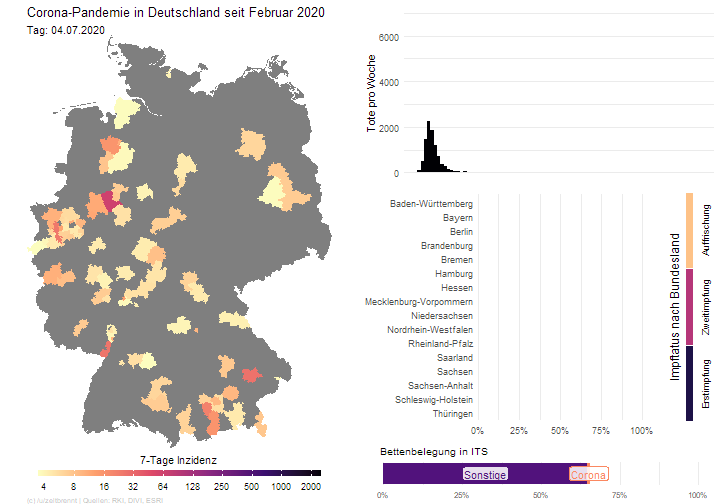 Corona-Pandemie in Deutschland seit Februar 2020
Tag: 04.07.2020
7-Tage Inzidenz
4 8 16 32 64 128 250 500 1000 2000
(c) /u/zeitbrennt | Quellen: RKI, DIVI, ESRI
Tote pro Woche
6000
4000
2000
0
Baden-Württemberg
Bayern
Berlin
Brandenburg
Bremen
Hamburg
Hessen
Mecklenburg-Vorpommern
Niedersachsen
Nordrhein-Westfalen
Rheinland-Pfalz
Saarland
Sachsen
Sachsen-Anhalt
Schleswig-Holstein
Thüringen
0% 25% 50% 75% 100%
Impfstatus nach Bundesland
Auffrischung
Zweitimpfung
Erstimpfung
Bettenbelegung in ITS
Sonstige Corona
0% 25% 50% 75% 100%